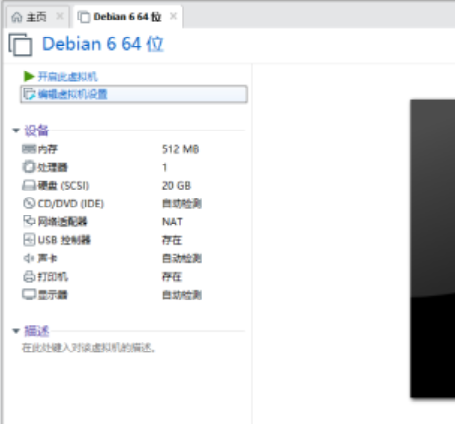 主页
Debian 6 64 位
Debian 6 64 位
开启此虚拟机
编辑虚拟机设置
设备
内存 512 MB
处理器 1
硬盘 (SCSI) 20 GB
CD/DVD (IDE) 自动检测
网络适配器 NAT
USB 控制器 存在
声卡 自动检测
打印机 存在
显示器 自动检测
描述
在此处键入对该虚拟机的描述。